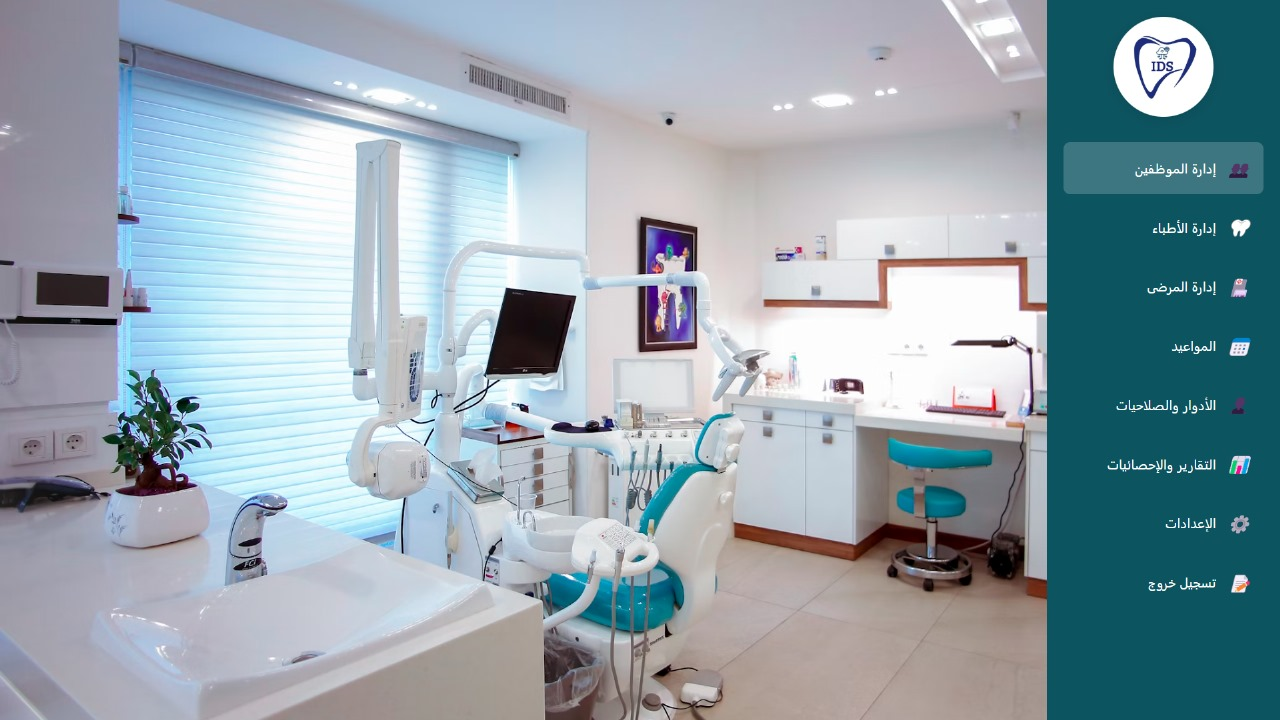 IDS
إدارة الموظفين
إدارة الأطباء
إدارة المرضى
المواعيد
الأدوار والصلاحيات
التقارير والإحصائيات
الإعدادات
تسجيل خروج